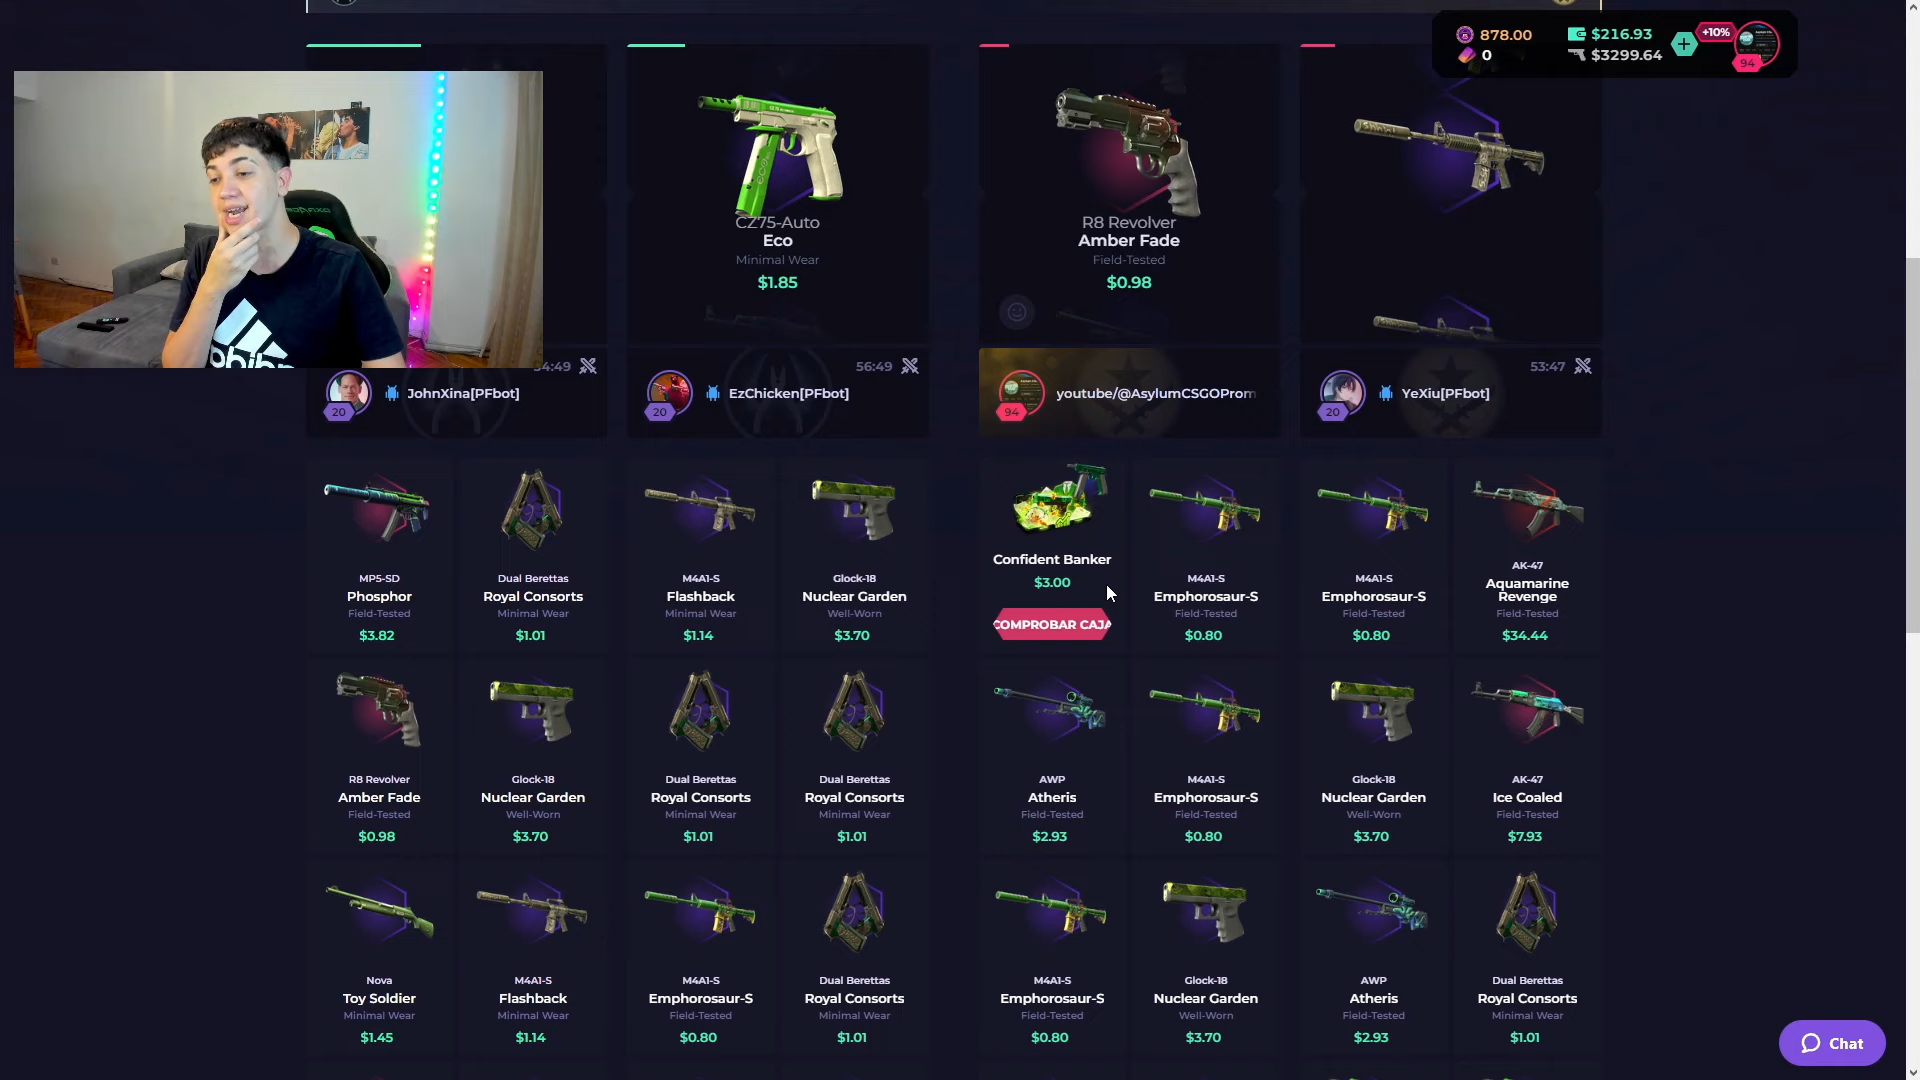 878.00
$216.93
+10%
0
$3299.64
94
CZ75-Auto
Eco
Minimal Wear
$1.85
R8 Revolver
Amber Fade
Field-Tested
$0.98
56:49
53:47
20
JohnXina[PFbot]
20
EzChicken[PFbot]
94
youtube/@AsylumCSGOProm
20
YeXiu[PFbot]
MP5-SD
Phosphor
Field-Tested
$3.82
Dual Berettas
Royal Consorts
Minimal Wear
$1.01
M4A1-S
Flashback
Minimal Wear
$1.14
Glock-18
Nuclear Garden
Well-Worn
$3.70
Confident Banker
$3.00
COMPROBAR CAJA
M4A1-S
Emphorosaur-S
Field-Tested
$0.80
M4A1-S
Emphorosaur-S
Field-Tested
$0.80
AK-47
Aquamarine
Revenge
Field-Tested
$34.44
R8 Revolver
Amber Fade
Field-Tested
$0.98
Glock-18
Nuclear Garden
Well-Worn
$3.70
Dual Berettas
Royal Consorts
Minimal Wear
$1.01
Dual Berettas
Royal Consorts
Minimal Wear
$1.01
AWP
Atheris
Field-Tested
$2.93
M4A1-S
Emphorosaur-S
Field-Tested
$0.80
Glock-18
Nuclear Garden
Well-Worn
$3.70
AK-47
Ice Coaled
Field-Tested
$7.93
Nova
Toy Soldier
Minimal Wear
$1.45
M4A1-S
Flashback
Minimal Wear
$1.14
M4A1-S
Emphorosaur-S
Field-Tested
$0.80
Dual Berettas
Royal Consorts
Minimal Wear
$1.01
M4A1-S
Emphorosaur-S
Field-Tested
$0.80
Glock-18
Nuclear Garden
Well-Worn
$3.70
AWP
Atheris
Field-Tested
$2.93
Dual Berettas
Royal Consorts
Minimal Wear
$1.01
Chat